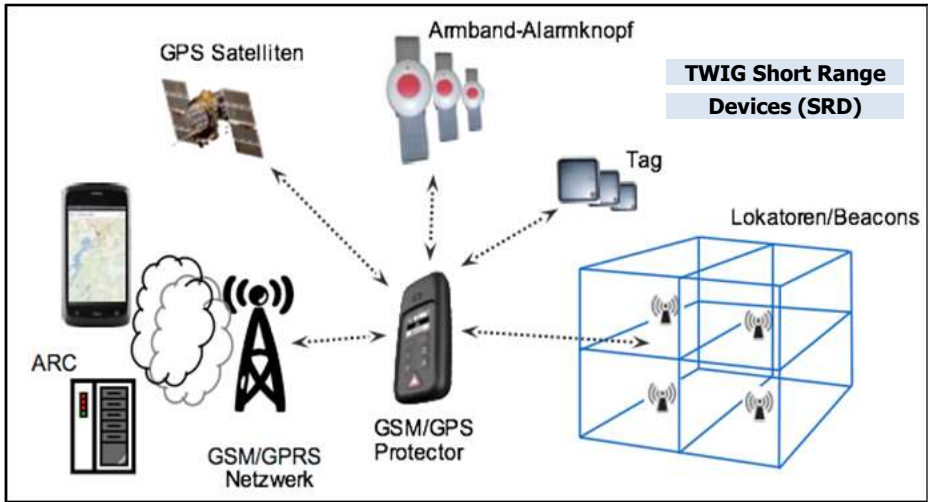 Armband-Alarmknopf
GPS Satelliten
TWIG Short Range
Devices (SRD)
Tag
Lokatoren/Beacons
ARC
GSM/GPS
Protector
GSM/GPRS
Netzwerk